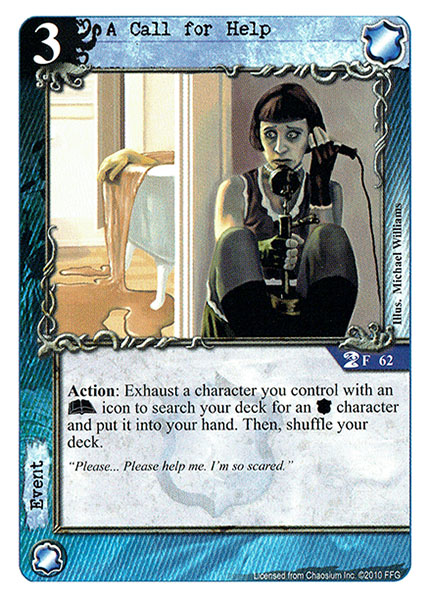 3
A Call for Help
Illus. Michael Williams
F 62
Action: Exhaust a character you control with an
icon to search your deck for an character
and put it into your hand. Then, shuffle your
deck.
“Please... Please help me. I'm so scared.”
Event
Licensed from Chaosium Inc. ©2010 FFG